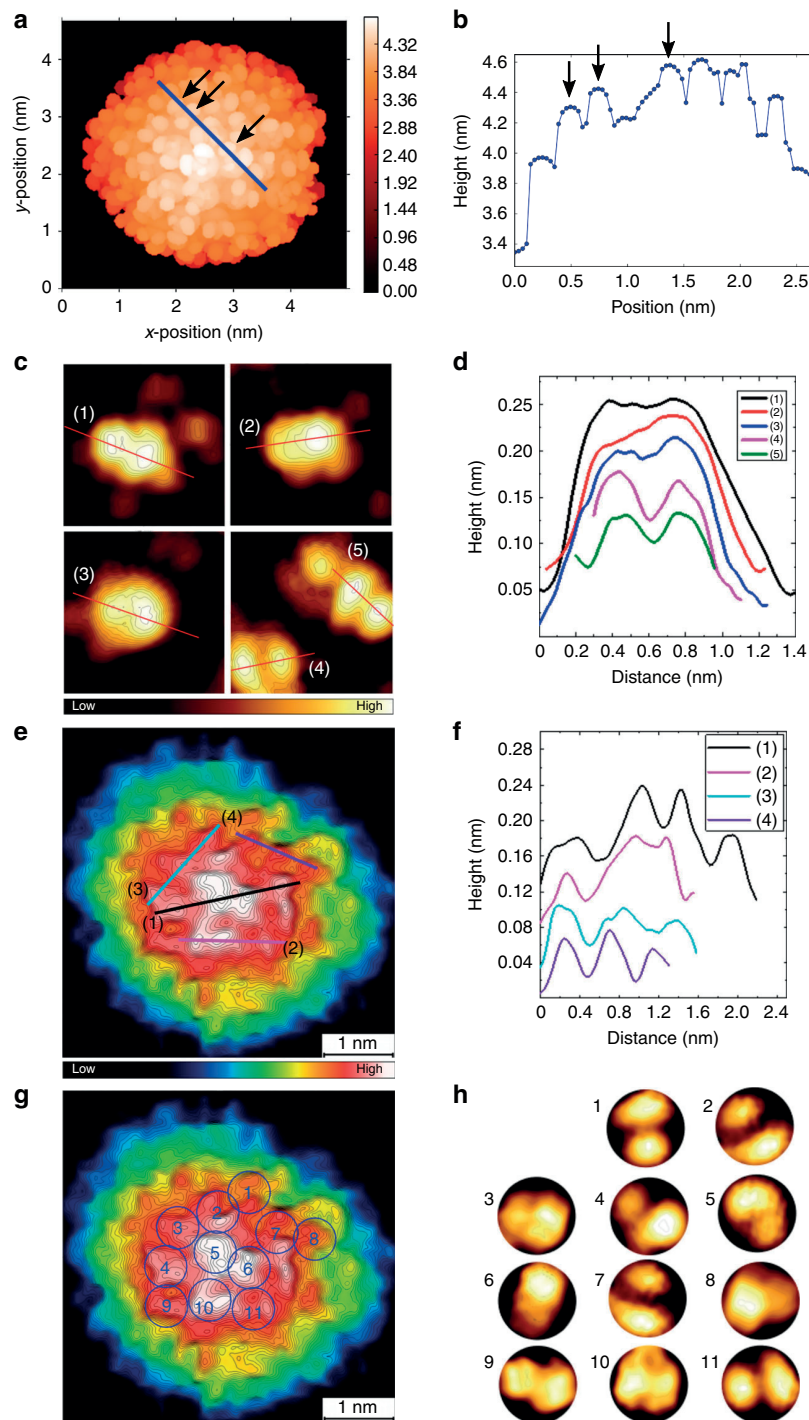 a
y-position (nm)
4
3
2
1
0
0 1 2 3 4
x-position (nm)
4.32
3.84
3.36
2.88
2.40
1.92
1.44
0.96
0.48
0.00
b
Height (nm)
4.6
4.4
4.2
4.0
3.8
3.6
3.4
0.0 0.5 1.0 1.5 2.0 2.5
Position (nm)
c
(1)
(2)
(3)
(5)
(4)
Low High
d
Height (nm)
0.25
0.20
0.15
0.10
0.05
0 0.2 0.4 0.6 0.8 1.0 1.2 1.4
Distance (nm)
(1)
(2)
(3)
(4)
(5)
e
(4)
(3)
(1)
(2)
1 nm
Low High
f
Height (nm)
0.28
0.24
0.20
0.16
0.12
0.08
0.04
0 0.4 0.8 1.2 1.6 2.0 2.4
Distance (nm)
(1)
(2)
(3)
(4)
g
1
2
3
7
8
5
4
6
9
10
11
1 nm
h
1 2
3 4 5
6 7 8
9 10 11